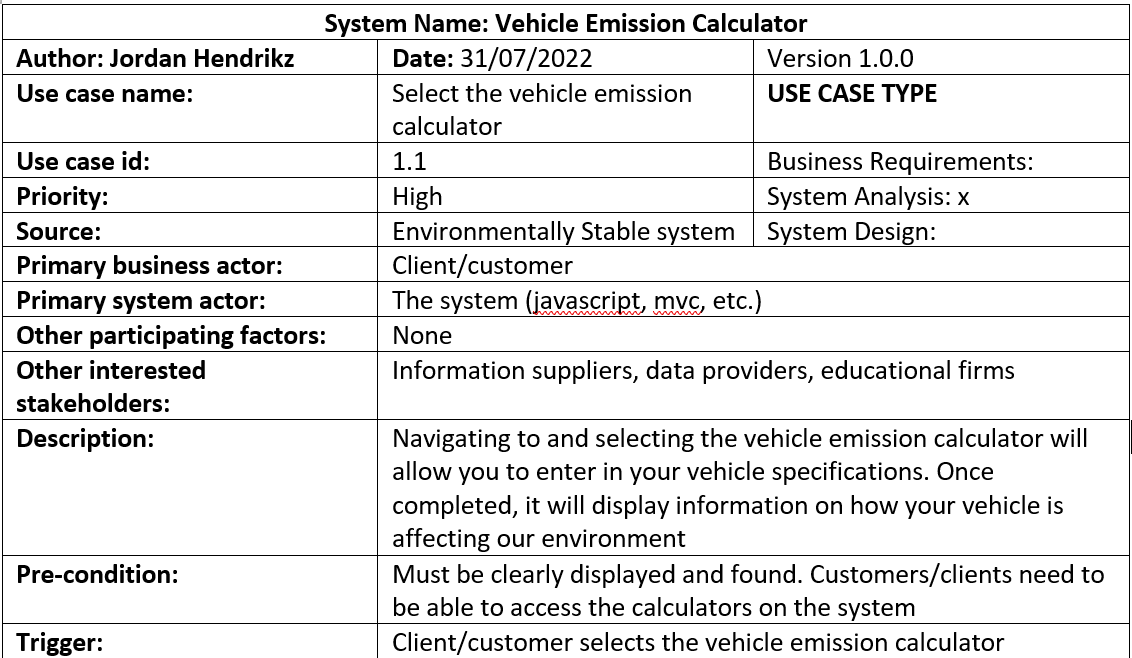 System Name: Vehicle Emission Calculator
Author: Jordan Hendrikz Date: 31/07/2022 Version 1.0.0
Use case name: Select the vehicle emission USE CASE TYPE
calculator
Use case id: 1.1 Business Requirements:
Priority: High System Analysis: x
Source: Environmentally Stable system System Design:
Primary business actor: Client/customer
Primary system actor: The system (javascript, mvc, etc.)
Other participating factors: None
Other interested Information suppliers, data providers, educational firms
stakeholders:
Description: Navigating to and selecting the vehicle emission calculator will
allow you to enter in your vehicle specifications. Once
completed, it will display information on how your vehicle is
affecting our environment
Pre-condition: Must be clearly displayed and found. Customers/clients need to
be able to access the calculators on the system
Trigger: Client/customer selects the vehicle emission calculator